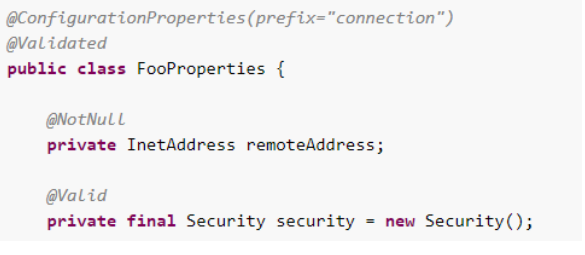 @ConfigurationProperties(prefix="connection")
@Validated
public class FooProperties {
@NotNull
private InetAddress remoteAddress;
@Valid
private final Security security = new Security();